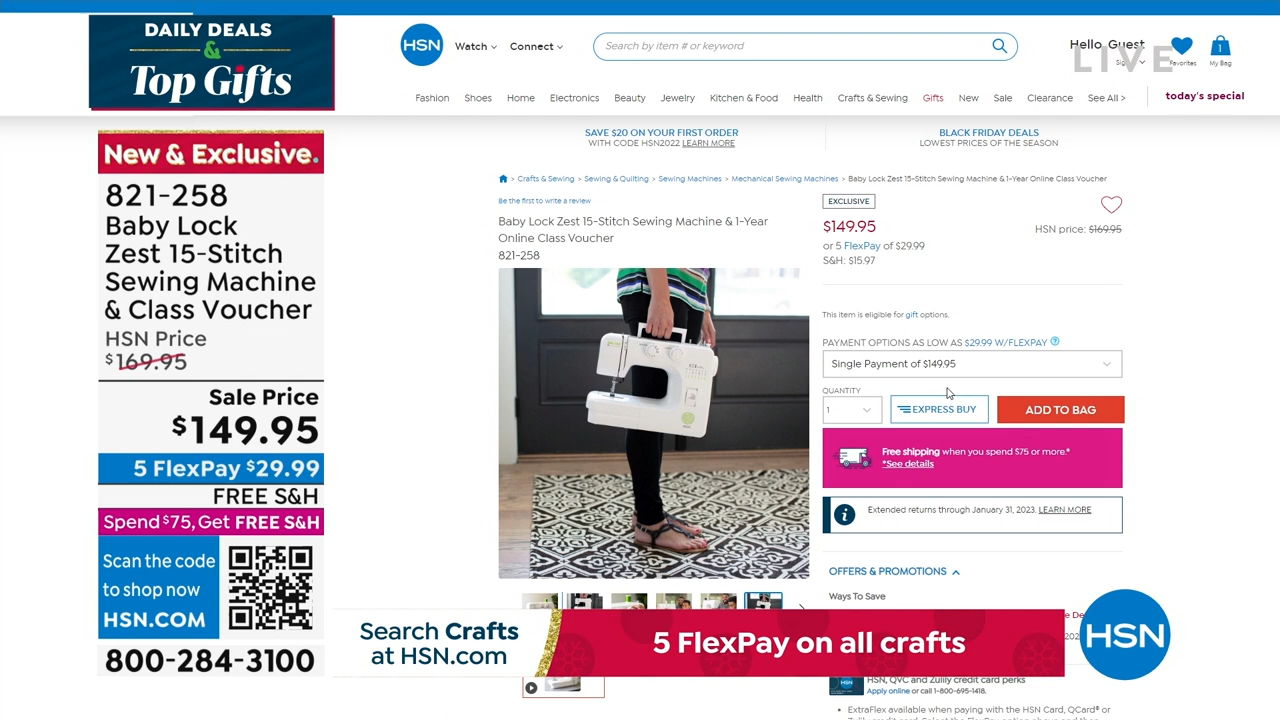 DAILY DEALS
&
Top Gifts
HSN
Watch
Connect
Search by item # or keyword
Hello, Guest
LIVE
Favorites
1
My Bag
Fashion
Shoes
Home
Electronics
Beauty
Jewelry
Kitchen & Food
Health
Crafts & Sewing
Gifts
New
Sale
Clearance
See All >
today's special
SAVE $20 ON YOUR FIRST ORDER
WITH CODE HSN2022 LEARN MORE
BLACK FRIDAY DEALS
LOWEST PRICES OF THE SEASON
New & Exclusive.
821-258
Baby Lock
Zest 15-Stitch
Sewing Machine
& Class Voucher
HSN Price
$169.95
Sale Price
$149.95
5 FlexPay $29.99
FREE S&H
Spend $75, Get FREE S&H
Scan the code
to shop now
HSN.COM
800-284-3100
> Crafts & Sewing > Sewing & Quilting > Sewing Machines > Mechanical Sewing Machines > Baby Lock Zest 15-Stitch Sewing Machine & 1-Year Online Class Voucher
Be the first to write a review
Baby Lock Zest 15-Stitch Sewing Machine & 1-Year
Online Class Voucher
821-258
EXCLUSIVE
$149.95
HSN price: $169.95
or 5 FlexPay of $29.99
S&H: $15.97
This item is eligible for gift options.
PAYMENT OPTIONS AS LOW AS $29.99 W/FLEXPAY
Single Payment of $149.95
QUANTITY
1
EXPRESS BUY
ADD TO BAG
Free shipping when you spend $75 or more.*
*See details
Extended returns through January 31, 2023. LEARN MORE
OFFERS & PROMOTIONS
Ways To Save
Search Crafts
at HSN.com
5 FlexPay on all crafts
HSN
HSN, QVC and Zulily credit card perks
Apply online or call 1-800-695-1418.
• ExtraFlex available when paying with the HSN Card, QCard® or